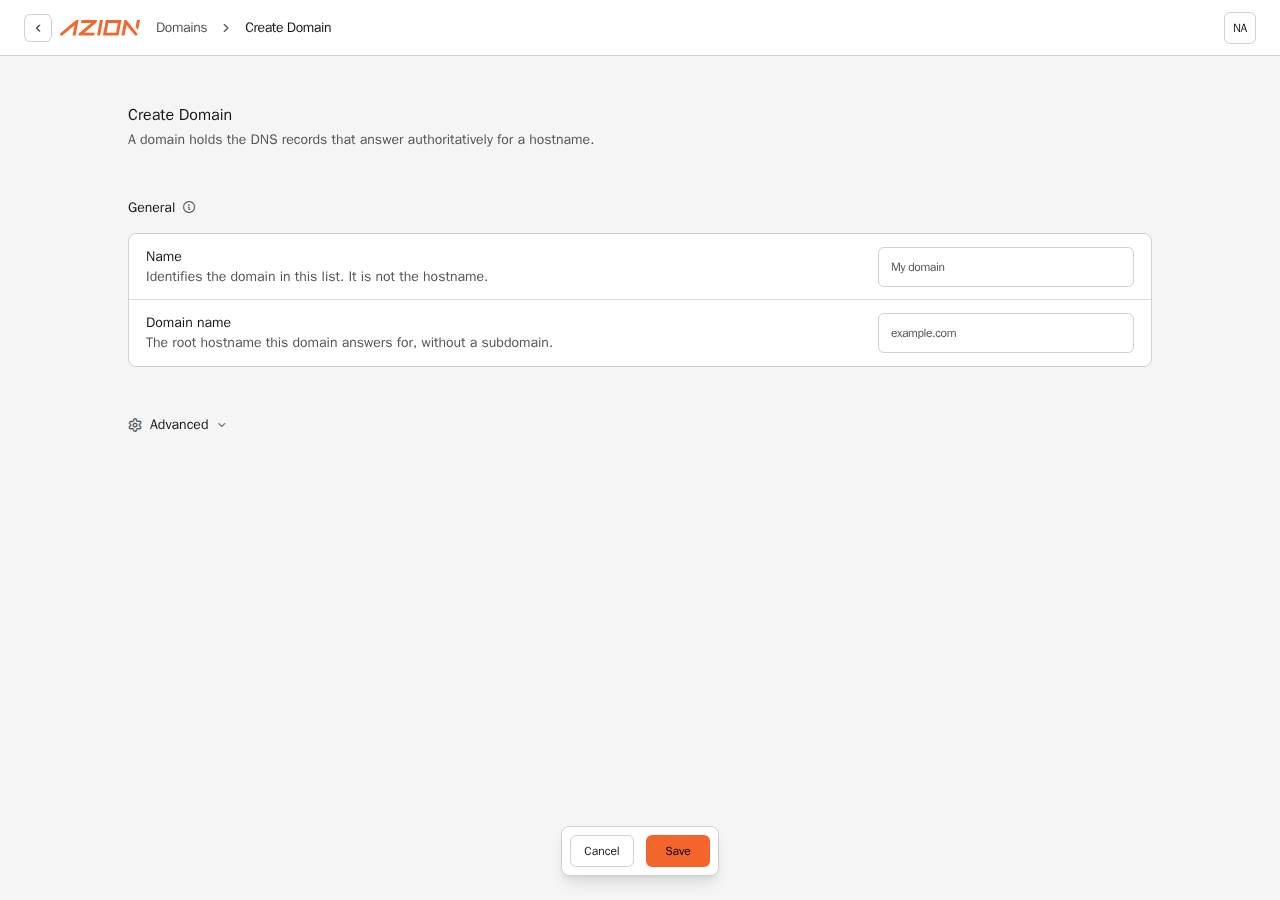 AZION Domains Create Domain NA
Create Domain
A domain holds the DNS records that answer authoritatively for a hostname.
General
Name
Identifies the domain in this list. It is not the hostname.
My domain
Domain name
The root hostname this domain answers for, without a subdomain.
example.com
Advanced
Cancel Save